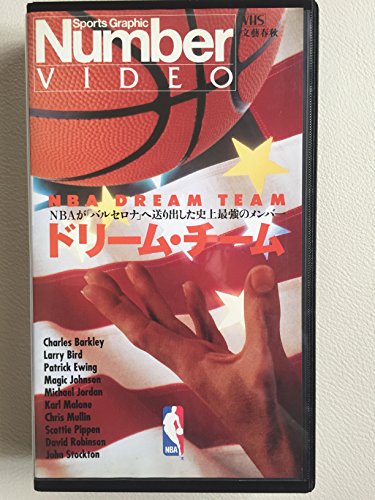 Sports Graphic
Number
VIDEO
VHS
文藝春秋
NBA DREAM TEAM
NBAが「バルセロナ」へ送り出した史上最強のメンバー
ドリーム・チーム
Charles Barkley
Larry Bird
Patrick Ewing
Magic Johnson
Michael Jordan
Karl Malone
Chris Mullin
Scottie Pippen
David Robinson
John Stockton
NBA